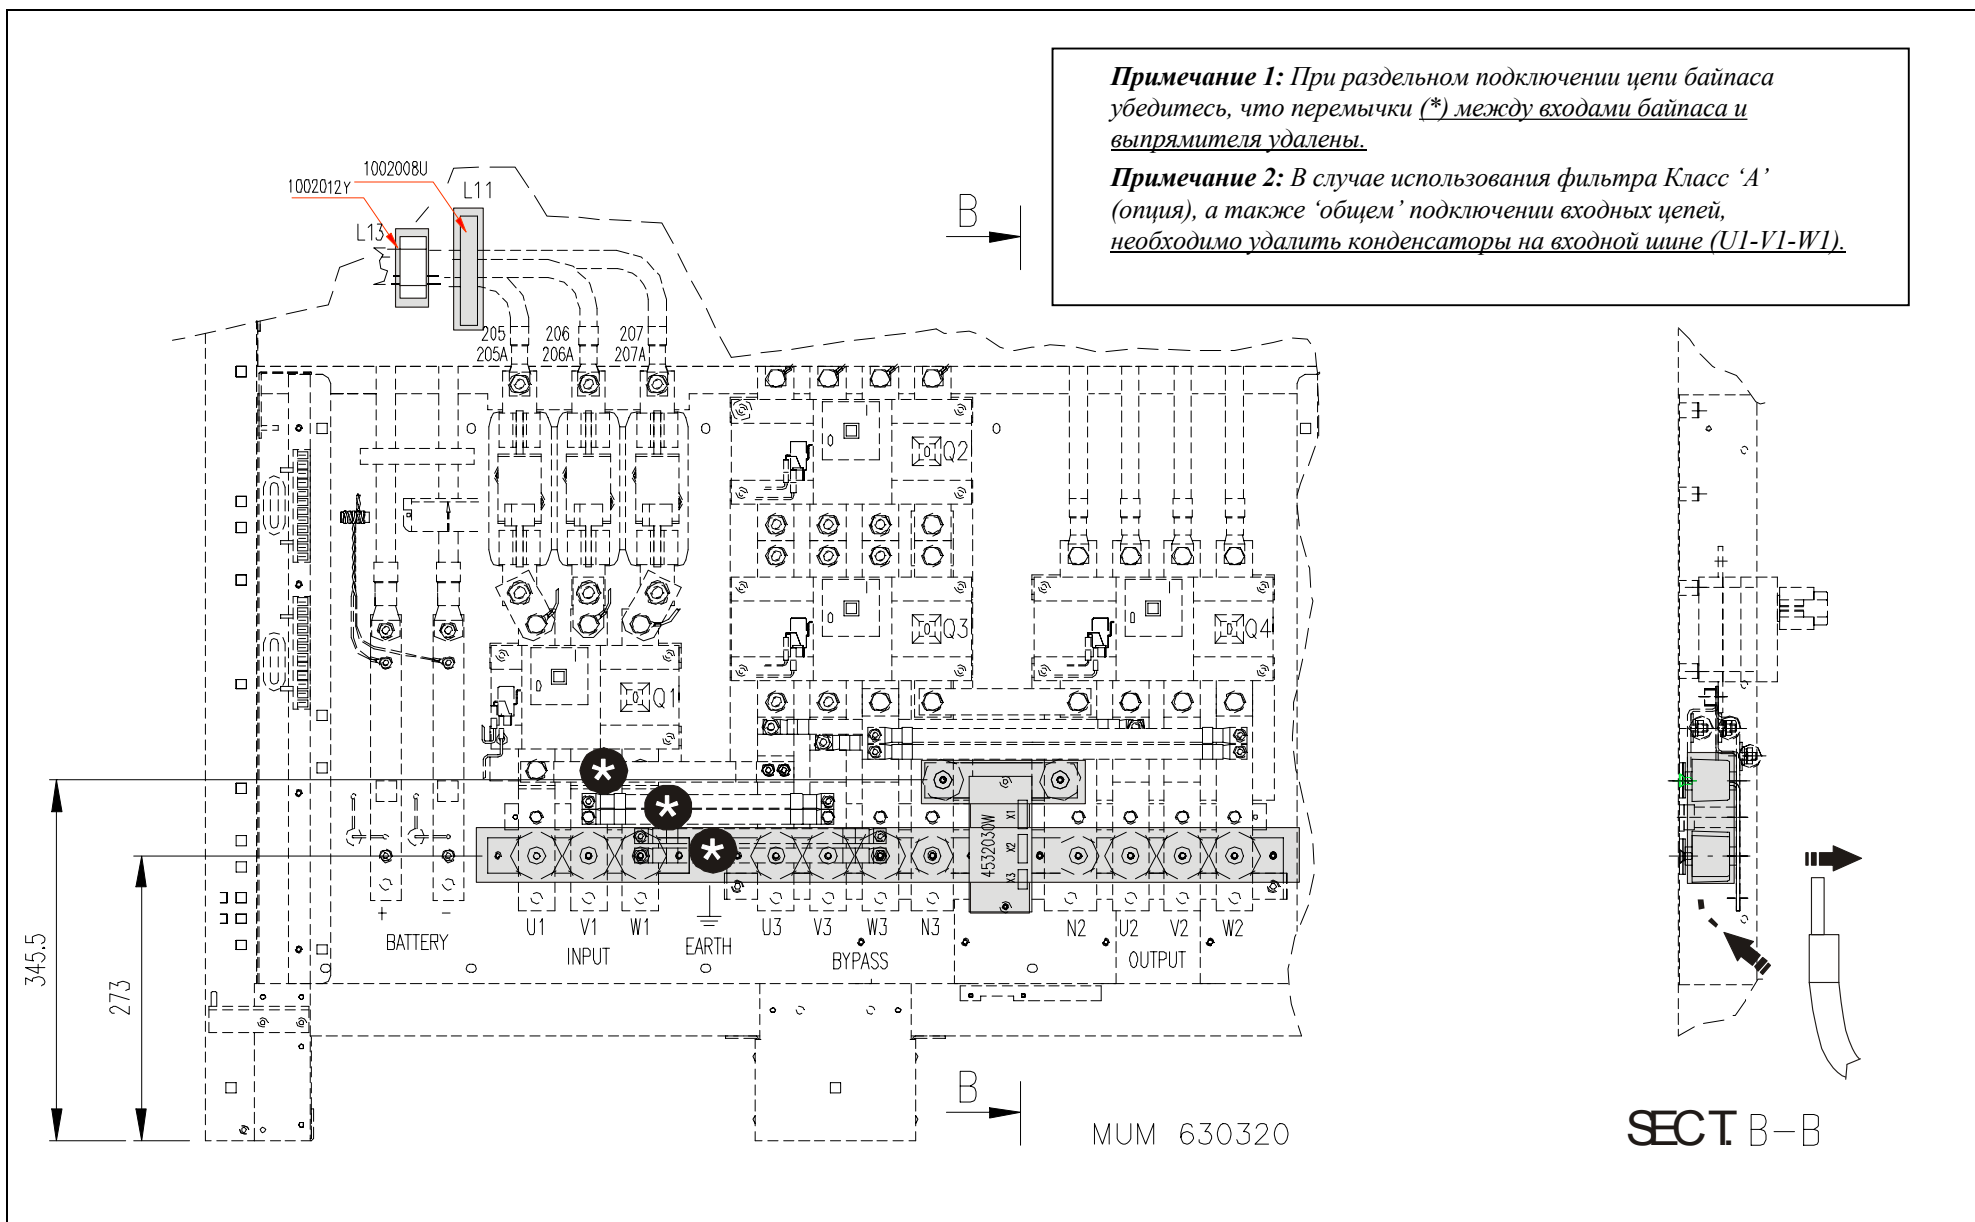 Примечание 1: При раздельном подключении цепи байпаса
убедитесь, что перемычки (*) между входами байпаса и
выпрямителя удалены.
Примечание 2: В случае использования фильтра Класс ‘А’
(опция), а также ‘общем’ подключении входных цепей,
необходимо удалить конденсаторы на входной шине (U1-V1-W1).
1002008U
1002012Y
L11
L13
B
205 206 207
205A 206A 207A
Q2
Q3
Q4
Q1
*
*
*
4532030W
X1
X2
X3
+ -
BATTERY
U1 V1 W1
INPUT
EARTH
U3 V3 W3 N3
BYPASS
N2 U2 V2 W2
OUTPUT
345.5
273
B
MUM 630320
SECT. B-B